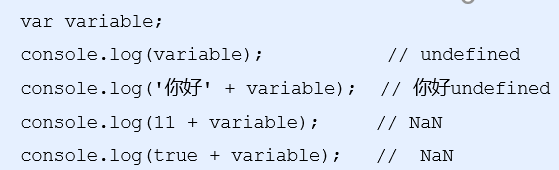 var variable;
console.log(variable);           // undefined
console.log('你好' + variable);  // 你好undefined
console.log(11 + variable);     // NaN
console.log(true + variable);   //  NaN